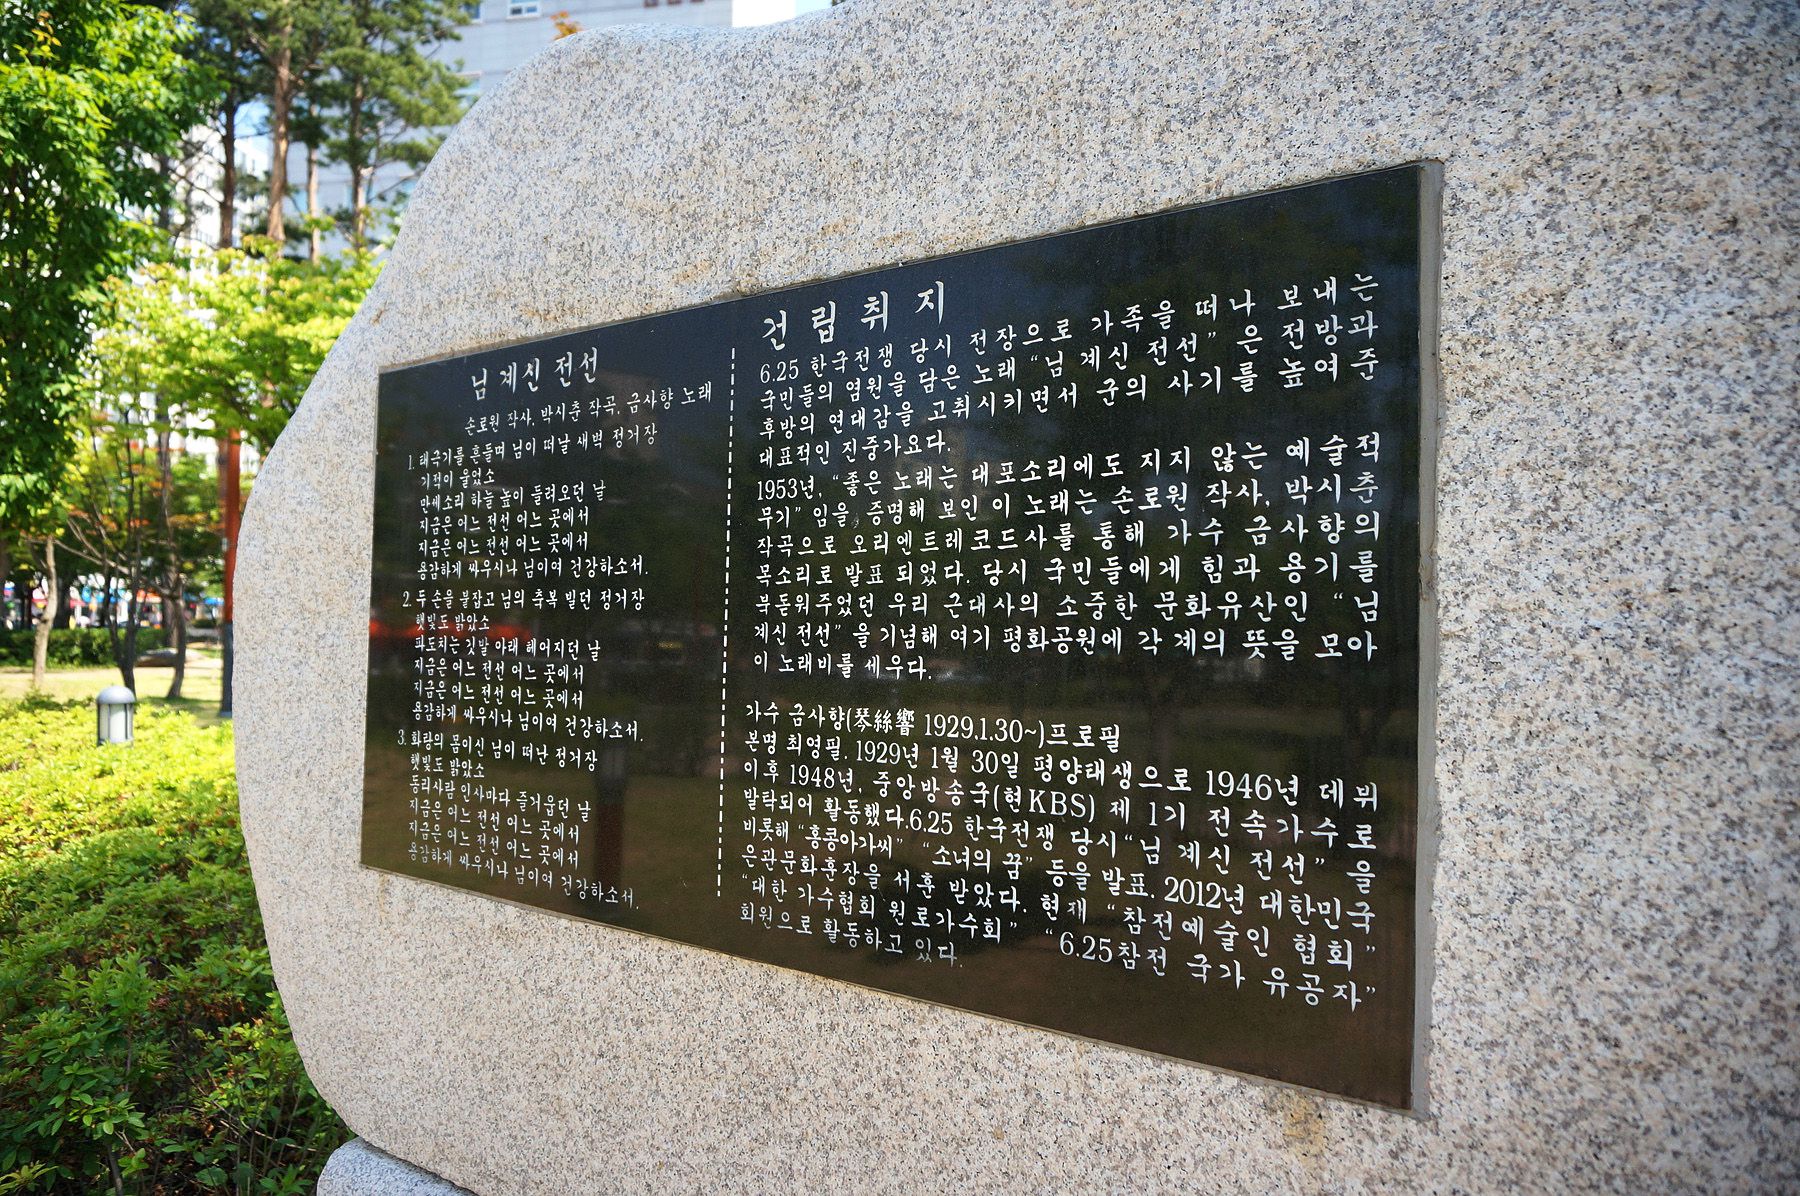 님 계신 전선
손로원 작사, 박시춘 작곡, 금사향 노래
1. 태극기를 흔들며 님이 떠날 새벽 정거장
기적이 울었소
만세소리 하늘 높이 들려오던 날
지금은 어느 전선 어느 곳에서
지금은 어느 전선 어느 곳에서
용감하게 싸우시나 님이여 건강하소서.
2. 두 손을 붙잡고 님의 축복 빌던 정거장
햇빛도 밝았소
파도치는 깃발 아래 헤어지던 날
지금은 어느 전선 어느 곳에서
지금은 어느 전선 어느 곳에서
용감하게 싸우시나 님이여 건강하소서.
3. 화랑의 몸이신 님이 떠난 정거장
햇빛도 밝았소
동리사람 인사마다 즐거웁던 날
지금은 어느 전선 어느 곳에서
지금은 어느 전선 어느 곳에서
용감하게 싸우시나 님이여 건강하소서.
건립취지
6.25 한국전쟁 당시 전장으로 가족을 떠나 보내는
국민들의 염원을 담은 노래 “님 계신 전선” 은 전방과
후방의 연대감을 고취시키면서 군의 사기를 높여준
대표적인 진중가요다.
1953년, “좋은 노래는 대포소리에도 지지 않는 예술적
무기” 임을 증명해 보인 이 노래는 손로원 작사, 박시춘
작곡으로 오리엔트레코드사를 통해 가수 금사향의
목소리로 발표 되었다. 당시 국민들에게 힘과 용기를
북돋워주었던 우리 근대사의 소중한 문화유산인 “님
계신 전선” 을 기념해 여기 평화공원에 각계의 뜻을 모아
이 노래비를 세우다.
가수 금사향(琴絲響 1929.1.30~)프로필
본명 최영필. 1929년 1월 30일 평양태생으로 1946년 데뷔
이후 1948년, 중앙방송국(현KBS) 제 1기 전속가수로
발탁되어 활동했다.6.25 한국전쟁 당시 “님 계신 전선” 을
비롯해 “홍콩아가씨” “소녀의 꿈” 등을 발표. 2012년 대한민국
은관문화훈장을 서훈 받았다. 현재 “참전예술인 협회”
“대한 가수협회 원로가수회” “6.25참전 국가 유공자”
회원으로 활동하고 있다.